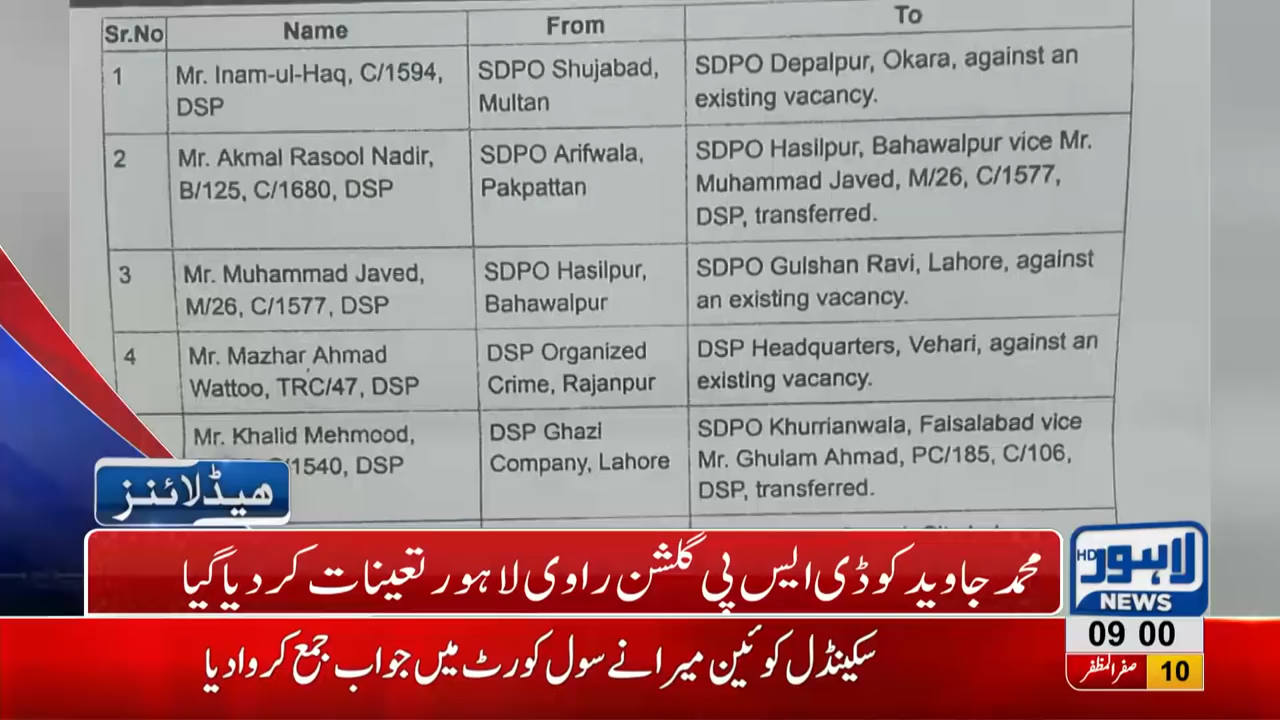 Sr.No Name From To
1 Mr. Inam-ul-Haq, C/1594, SDPO Shujabad, SDPO Depalpur, Okara, against an
DSP Multan existing vacancy.
2 Mr. Akmal Rasool Nadir, SDPO Arifwala, SDPO Hasilpur, Bahawalpur vice Mr.
B/125, C/1680, DSP Pakpattan Muhammad Javed, M/26, C/1577,
DSP, transferred.
3 Mr. Muhammad Javed, SDPO Hasilpur, SDPO Gulshan Ravi, Lahore, against
M/26, C/1577, DSP Bahawalpur an existing vacancy.
4 Mr. Mazhar Ahmad DSP Organized DSP Headquarters, Vehari, against an
Wattoo, TRC/47, DSP Crime, Rajanpur existing vacancy.
Mr. Khalid Mehmood, DSP Ghazi SDPO Khurrianwala, Faisalabad vice
1540, DSP Company, Lahore Mr. Ghulam Ahmad, PC/185, C/106,
DSP, transferred.
ہیڈلائنز
محمد جاوید کو ڈی ایس پی گلشن راوی لاہور تعینات کر دیا گیا
لاہور HD
NEWS
سکینڈل کوئین میرا نے سول کورٹ میں جواب جمع کروا دیا
09 00
صفر المظفر 10